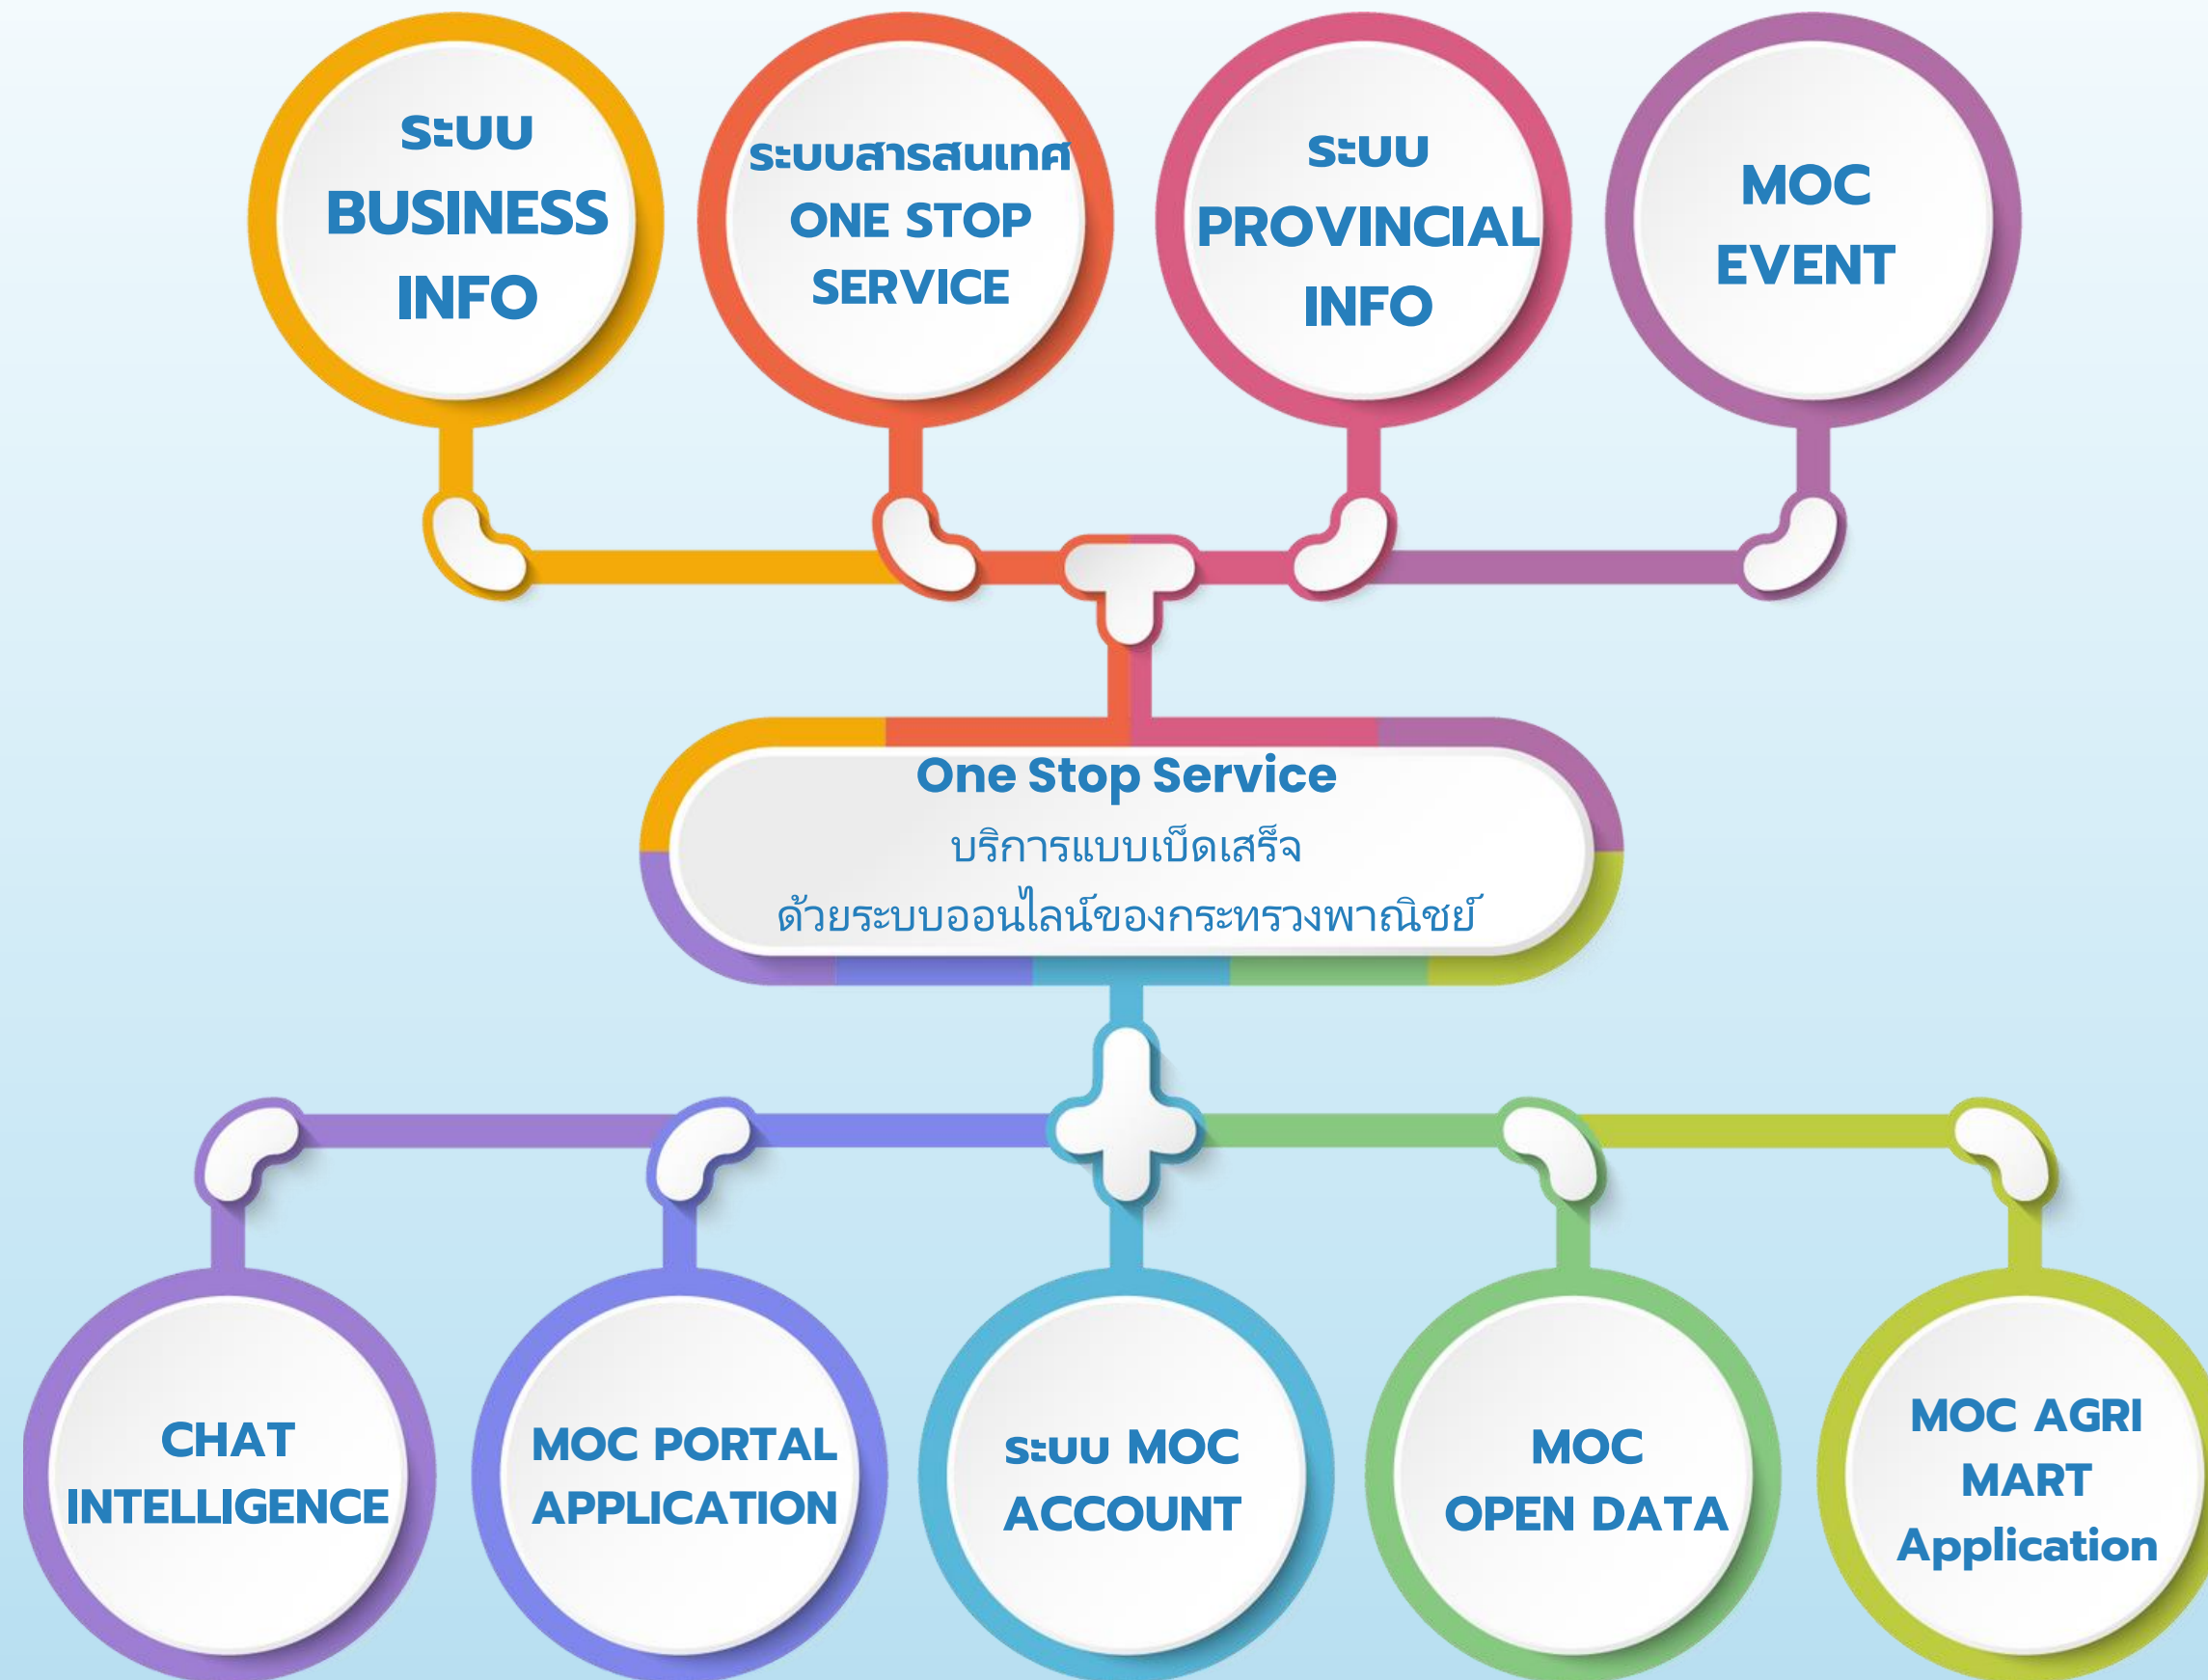 ระบบ
BUSINESS
INFO
ระบบสารสนเทศ
ONE STOP
SERVICE
ระบบ
PROVINCIAL
INFO
MOC
EVENT
One Stop Service
บริการแบบเบ็ดเสร็จ
ด้วยระบบออนไลน์ของกระทรวงพาณิชย์
CHAT
INTELLIGENCE
MOC PORTAL
APPLICATION
ระบบ MOC
ACCOUNT
MOC
OPEN DATA
MOC AGRI
MART
Application